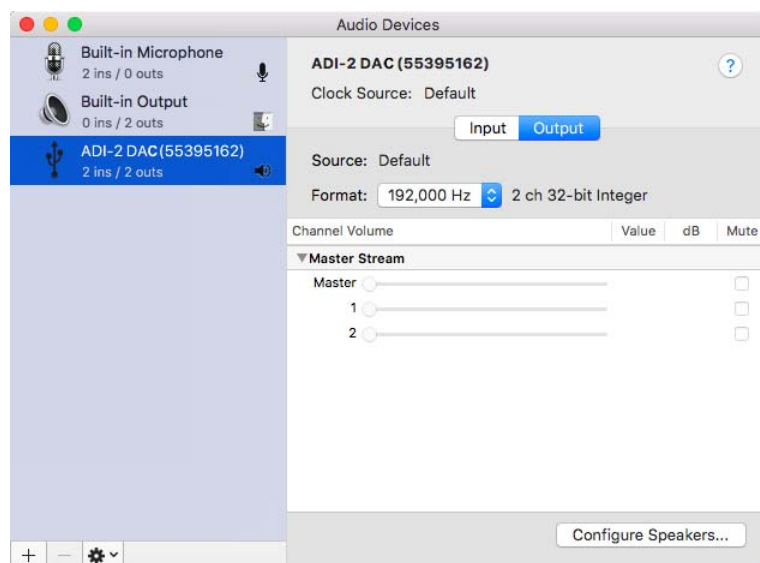 Audio Devices
Built-in Microphone
2 ins / 0 outs
Built-in Output
0 ins / 2 outs
ADI-2 DAC(55395162)
2 ins / 2 outs
ADI-2 DAC (55395162)
?
Clock Source: Default
Input Output
Source: Default
Format: 192,000 Hz 2 ch 32-bit Integer
Channel Volume Value dB Mute
Master Stream
Master
1
2
Configure Speakers...